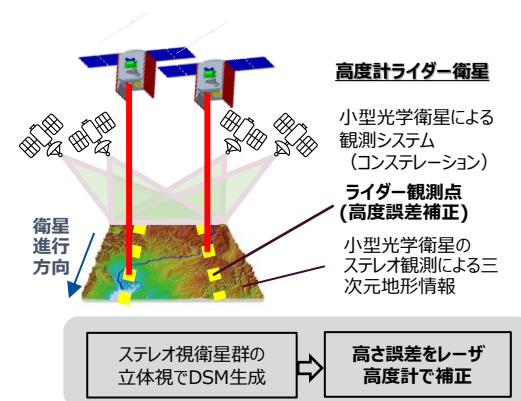 高度計ライダー衛星
小型光学衛星による
観測システム
（コンステレーション）
ライダー観測点
(高度誤差補正)
衛星
進行
方向
小型光学衛星の
ステレオ観測による三
次元地形情報
ステレオ視衛星群の
立体視でDSM生成
高さ誤差をレーザ
高度計で補正